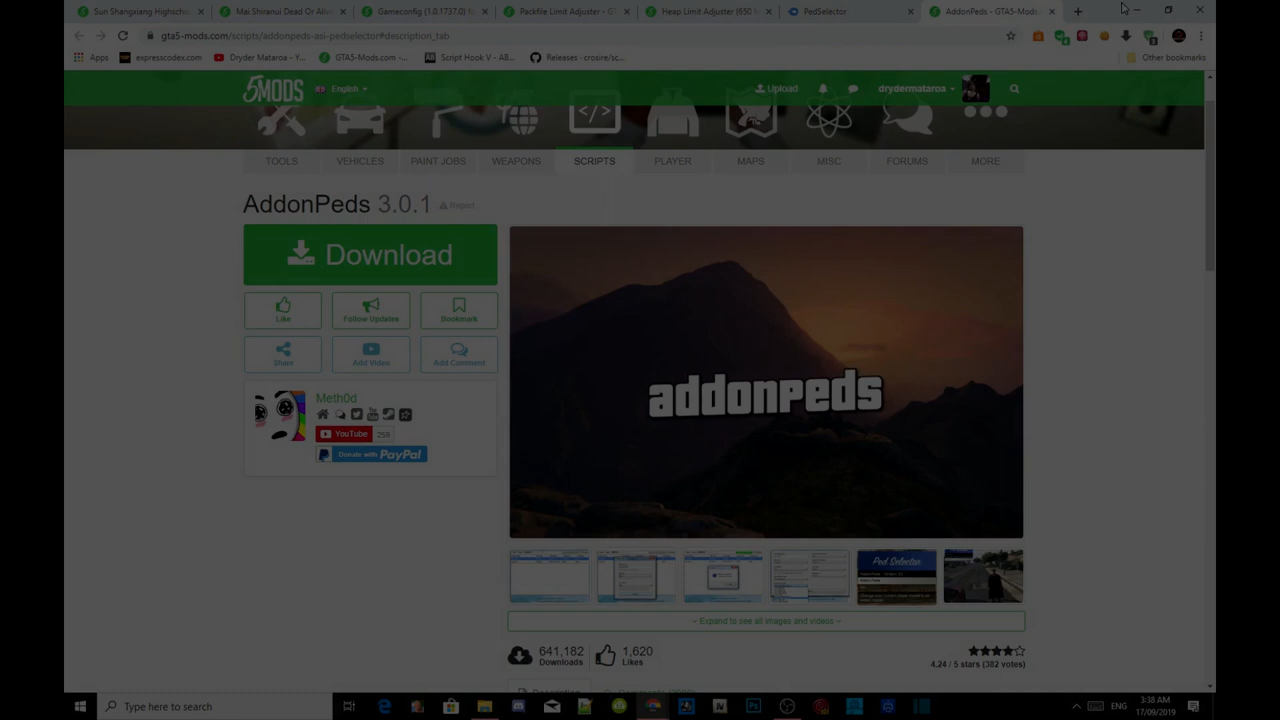 Sun Shangxiang Highscho
Mai Shiranui Dead Or Alive
Gameconfig (1.0.1737.0) f
Packfile Limit Adjuster - GT
Heap Limit Adjuster (650 M
PedSelector
AddonPeds - GTA5-Mods
gta5-mods.com/scripts/addonpeds-asi-pedselector#description_tab
Apps
expresscodex.com
Dryder Mataroa - Y...
GTA5-Mods.com -...
Script Hook V - AB...
Releases · crosire/sc...
Other bookmarks
5MODS
English
Upload
drydermataroa
TOOLS
VEHICLES
PAINT JOBS
WEAPONS
SCRIPTS
PLAYER
MAPS
MISC
FORUMS
MORE
AddonPeds 3.0.1
Report
Download
Like
Follow Updates
Bookmark
Share
Add Video
Add Comment
Meth0d
YouTube 259
Donate with PayPal
addonpeds
Ped Selector
Expand to see all images and videos
641,182
Downloads
1,620
Likes
4.24 / 5 stars (382 votes)
Description
Type here to search
ENG
3:38 AM
17/09/2019